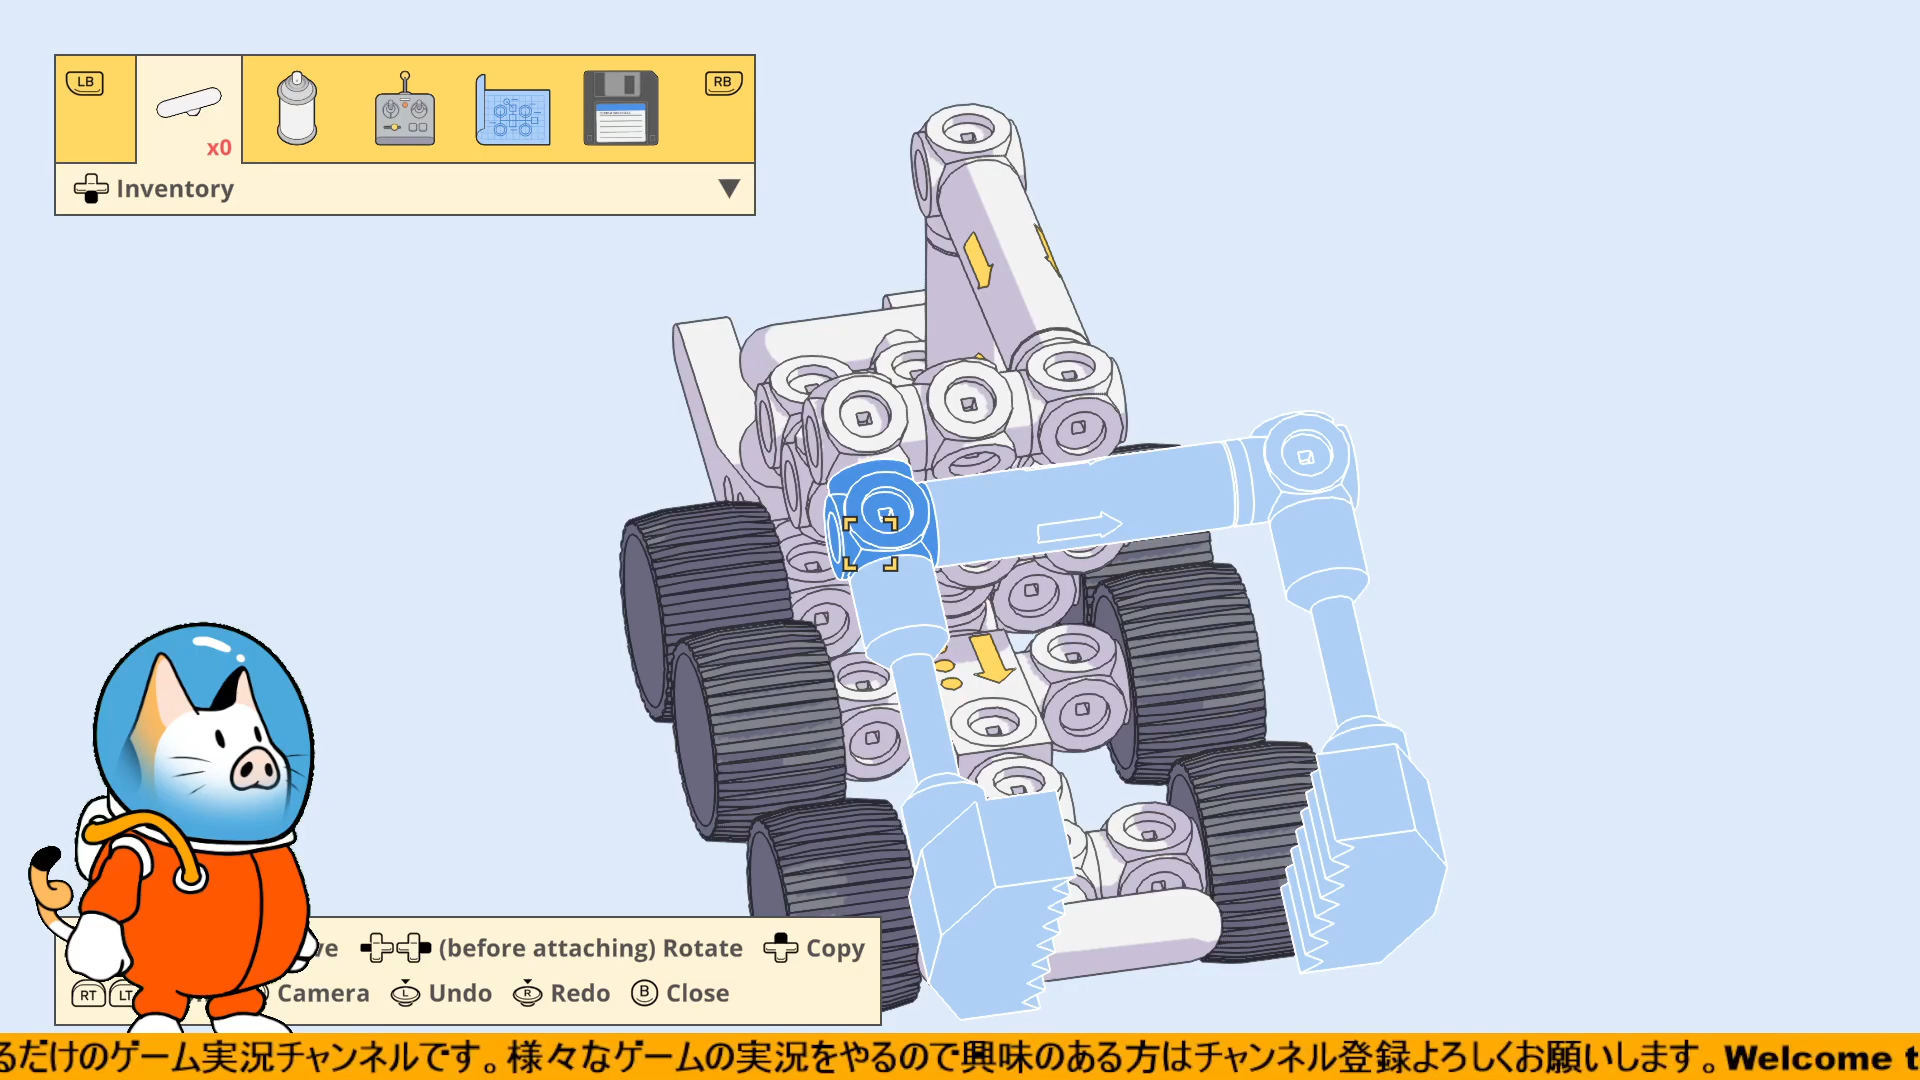 LB
RB
x0
Inventory
ve (before attaching) Rotate Copy
RT LT Camera L Undo R Redo B Close
るだけのゲーム実況チャンネルです。様々なゲームの実況をやるので興味のある方はチャンネル登録よろしくお願いします。Welcome t